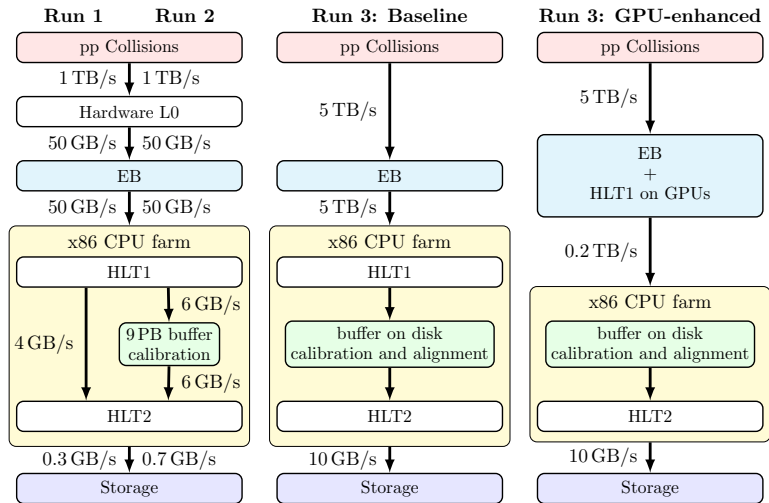 Run 1 Run 2
pp Collisions
1 TB/s 1 TB/s
Hardware L0
50 GB/s 50 GB/s
EB
50 GB/s 50 GB/s
x86 CPU farm
HLT1
6 GB/s
4 GB/s
9 PB buffer
calibration
6 GB/s
HLT2
0.3 GB/s 0.7 GB/s
Storage
Run 3: Baseline
pp Collisions
5 TB/s
EB
5 TB/s
x86 CPU farm
HLT1
buffer on disk
calibration and alignment
HLT2
10 GB/s
Storage
Run 3: GPU-enhanced
pp Collisions
5 TB/s
EB
+
HLT1 on GPUs
0.2 TB/s
x86 CPU farm
buffer on disk
calibration and alignment
HLT2
10 GB/s
Storage